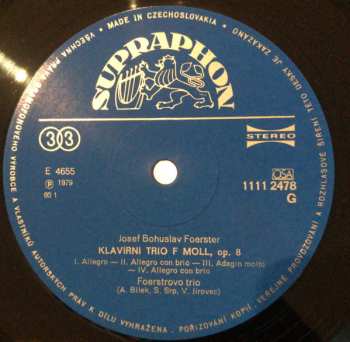 MADE IN CZECHOSLOVAKIA • VŠECHNA PRÁVA VÝROBCE A VLASTNÍKŮ AUTORSKÝCH PRÁV K DÍLU VYHRAŽENA. POŘIZOVÁNÍ KOPIÍ, VEŘEJNÉ PROVOZOVÁNÍ A ROZHLASOVÉ ŠÍŘENÍ TÉTO DESKY JE ZAKÁZÁNO
SUPRAPHON
33
STEREO
E 4655
℗ 1979
80 1
OSA
1111 2478
G
Josef Bohuslav Foerster
KLAVÍRNÍ TRIO F MOLL, op. 8
I. Allegro — II. Allegro con brio — III. Adagio molto
— IV. Allegro con brio
Foerstrovo trio
(A. Bílek, S. Srp, V. Jirovec)